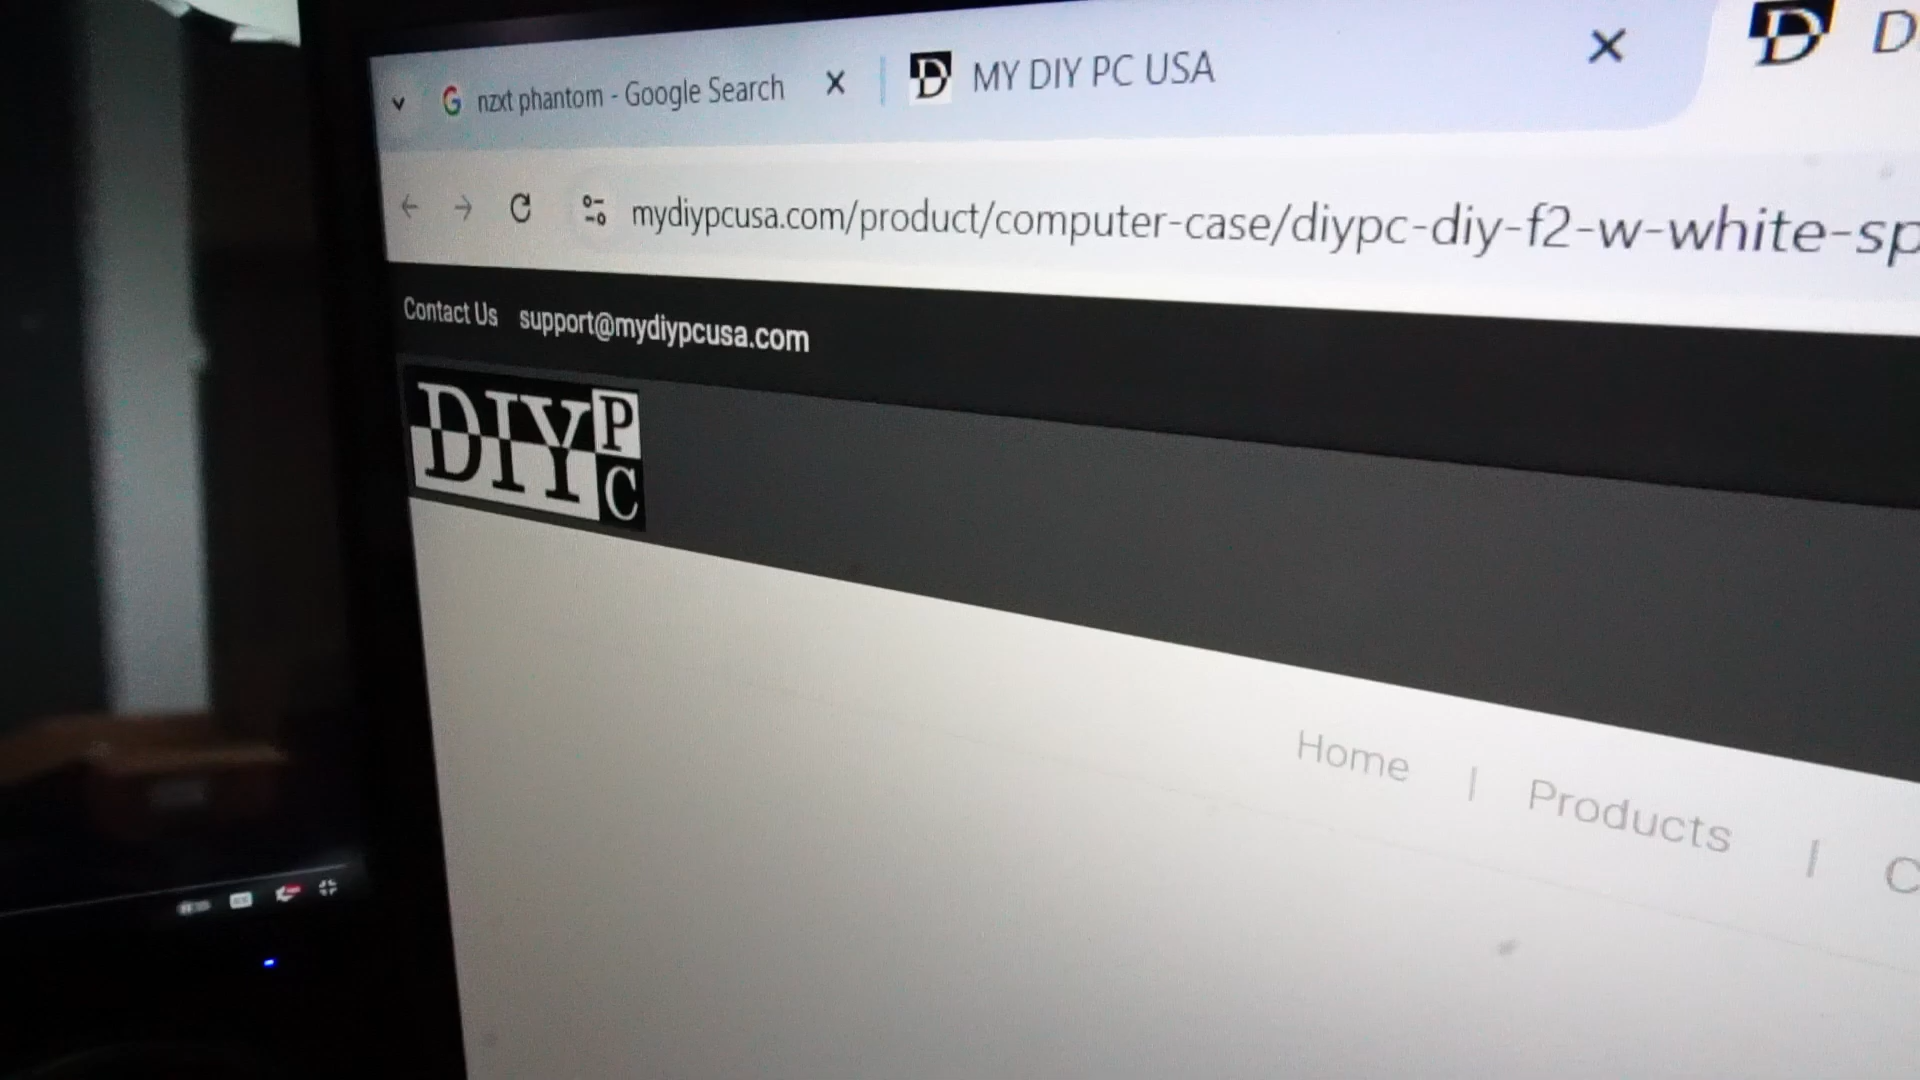 nzxt phantom - Google Search
MY DIY PC USA
D
mydiypcusa.com/product/computer-case/diypc-diy-f2-w-white-sp
Contact Us support@mydiypcusa.com
DIYPC
Home | Products | C